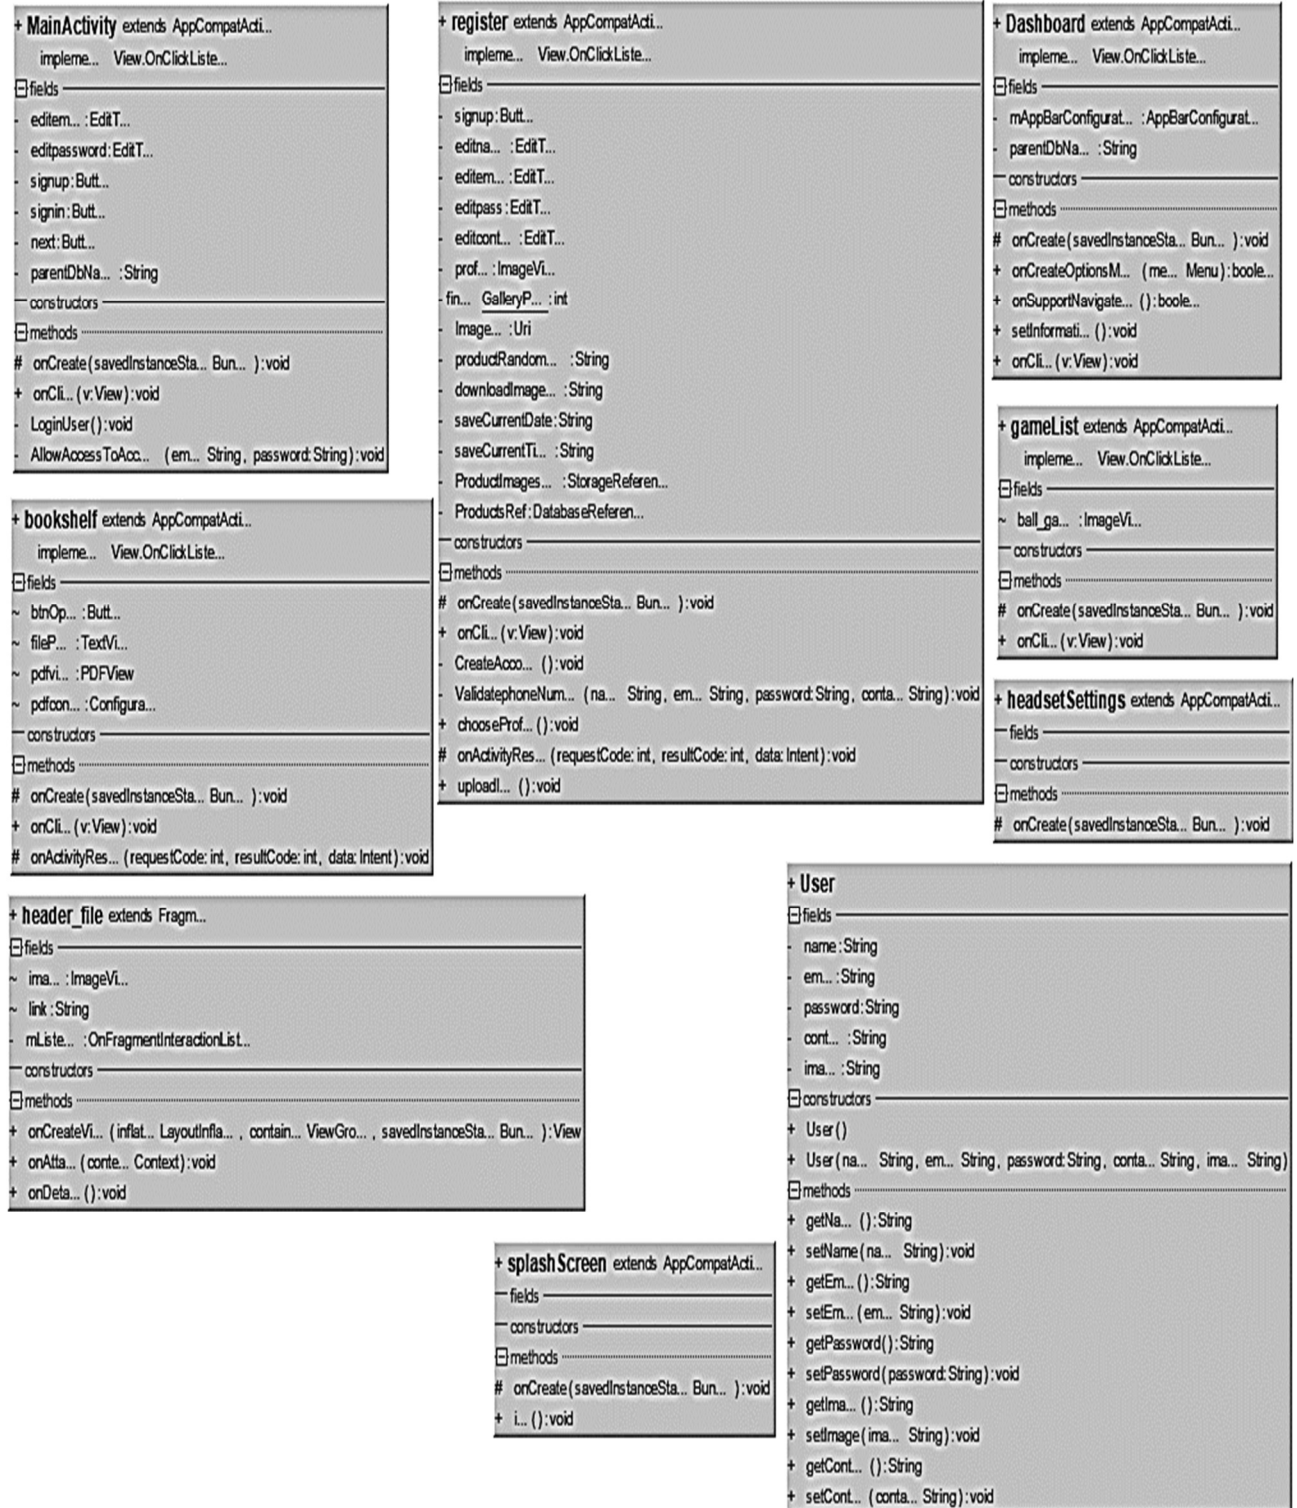 + MainActivity extends AppCompatActi...
impleme... View.OnClickListe...
fields
- editem... :EditT...
- editpassword:EditT...
- signup:Butt...
- signin:Butt...
- next:Butt...
- parentDbNa... :String
constructors
methods
# onCreate(savedInstanceSta... Bun... ):void
+ onCli...(v:View):void
- LoginUser():void
- AllowAccessToAcc... (em... String, password:String):void
+ bookshelf extends AppCompatActi...
impleme... View.OnClickListe...
fields
~ btnOp... :Butt...
~ fileP... :TextVi...
~ pdfvi... :PDFView
~ pdfcon... :Configura...
constructors
methods
# onCreate(savedInstanceSta... Bun... ):void
+ onCli...(v:View):void
# onActivityRes...(requestCode:int, resultCode:int, data:Intent):void
+ register extends AppCompatActi...
impleme... View.OnClickListe...
fields
- signup:Butt...
- editna... :EditT...
- editem... :EditT...
- editpass:EditT...
- editcont... :EditT...
- prof... :ImageVi...
- fin... GalleryP... :int
- Image... :Uri
- productRandom... :String
- downloadImage... :String
- saveCurrentDate:String
- saveCurrentTi... :String
- ProductImages... :StorageReferen...
- ProductsRef:DatabaseReferen...
constructors
methods
# onCreate(savedInstanceSta... Bun... ):void
+ onCli...(v:View):void
- CreateAcco... ():void
- ValidatephoneNum... (na... String, em... String, password:String, conta... String):void
+ chooseProf...():void
# onActivityRes...(requestCode:int, resultCode:int, data:Intent):void
+ uploadI... ():void
+ Dashboard extends AppCompatActi...
impleme... View.OnClickListe...
fields
- mAppBarConfigurat... :AppBarConfigurat...
- parentDbNa... :String
constructors
methods
# onCreate(savedInstanceSta... Bun... ):void
+ onCreateOptionsM... (me... Menu):boole...
+ onSupportNavigate... ():boole...
+ setInformati... ():void
+ onCli...(v:View):void
+ gameList extends AppCompatActi...
impleme... View.OnClickListe...
fields
~ ball_ga... :ImageVi...
constructors
methods
# onCreate(savedInstanceSta... Bun... ):void
+ onCli...(v:View):void
+ headsetSettings extends AppCompatActi...
fields
constructors
methods
# onCreate(savedInstanceSta... Bun... ):void
+ header_file extends Fragm...
fields
~ ima... :ImageVi...
~ link:String
- mListe... :OnFragmentInteractionList...
constructors
methods
+ onCreateVi... (inflat... LayoutInfla... , contain... ViewGro... , savedInstanceSta... Bun... ):View
+ onAtta...(conte... Context):void
+ onDeta...():void
+ splashScreen extends AppCompatActi...
fields
constructors
methods
# onCreate(savedInstanceSta... Bun... ):void
+ i...():void
+ User
fields
- name:String
- em... :String
- password:String
- cont... :String
- ima... :String
constructors
+ User()
+ User(na... String, em... String, password:String, conta... String, ima... String)
methods
+ getNa... ():String
+ setName(na... String):void
+ getEm...():String
+ setEm...(em... String):void
+ getPassword():String
+ setPassword(password:String):void
+ getIma...():String
+ setImage(ima... String):void
+ getCont... ():String
+ setCont... (conta... String):void